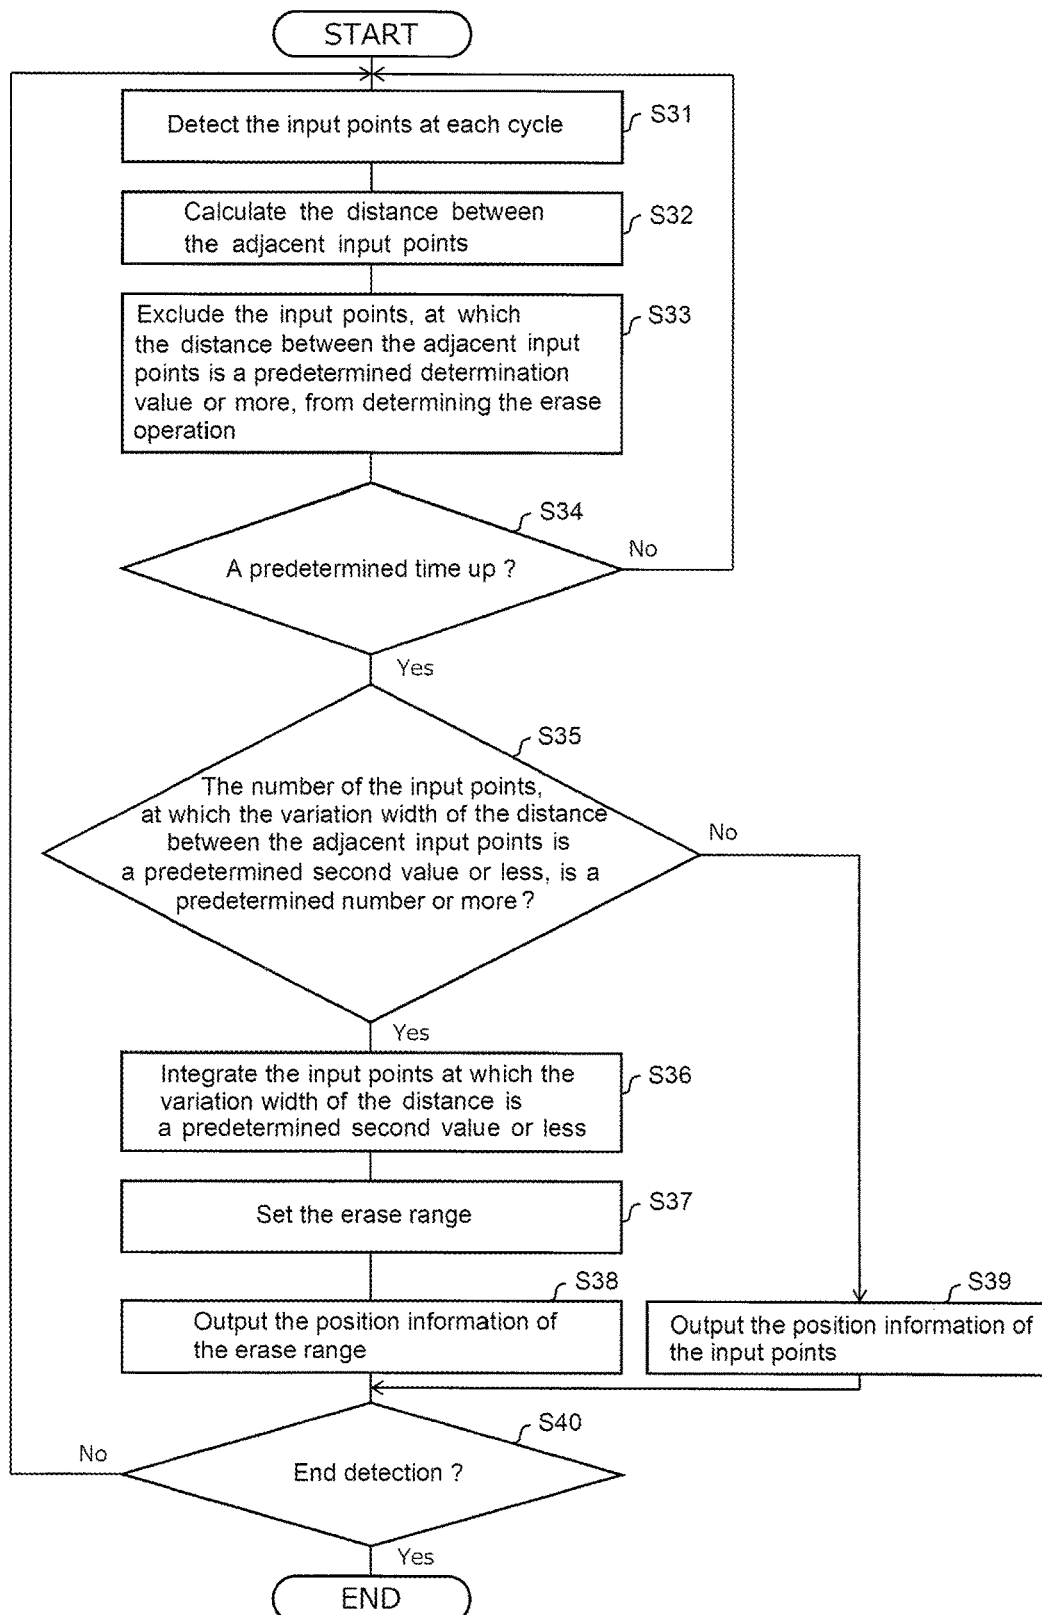 START
Detect the input points at each cycle
S31
Calculate the distance between
the adjacent input points
S32
Exclude the input points, at which
the distance between the adjacent input
points is a predetermined determination
value or more, from determining the erase
operation
S33
S34
A predetermined time up ?
No
Yes
S35
The number of the input points,
at which the variation width of the distance
between the adjacent input points is
a predetermined second value or less, is a
predetermined number or more ?
No
Yes
Integrate the input points at which the
variation width of the distance is
a predetermined second value or less
S36
Set the erase range
S37
S38
Output the position information of
the erase range
S39
Output the position information of
the input points
S40
No
End detection ?
Yes
END